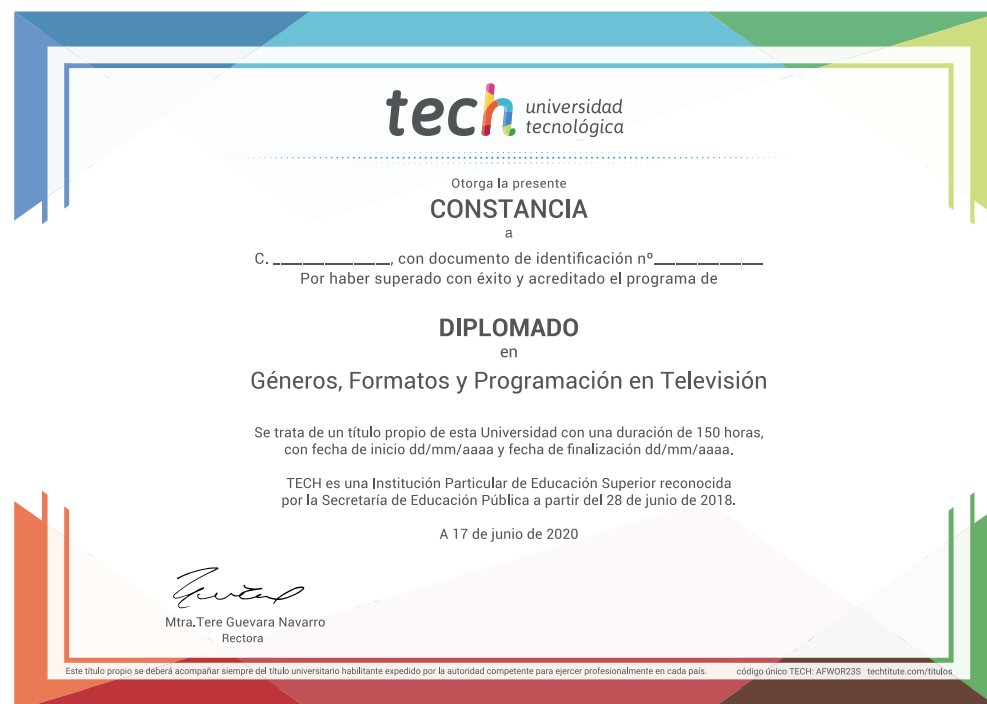 tech universidad
tecnológica
Otorga la presente
CONSTANCIA
a
C. ______________, con documento de identificación nº_____________
Por haber superado con éxito y acreditado el programa de
DIPLOMADO
en
Géneros, Formatos y Programación en Televisión
Se trata de un título propio de esta Universidad con una duración de 150 horas,
con fecha de inicio dd/mm/aaaa y fecha de finalización dd/mm/aaaa.
TECH es una Institución Particular de Educación Superior reconocida
por la Secretaría de Educación Pública a partir del 28 de junio de 2018.
A 17 de junio de 2020
Mtra.Tere Guevara Navarro
Rectora
Este título propio se deberá acompañar siempre del título universitario habilitante expedido por la autoridad competente para ejercer profesionalmente en cada país. código único TECH: AFWOR23S techtitute.com/titulos